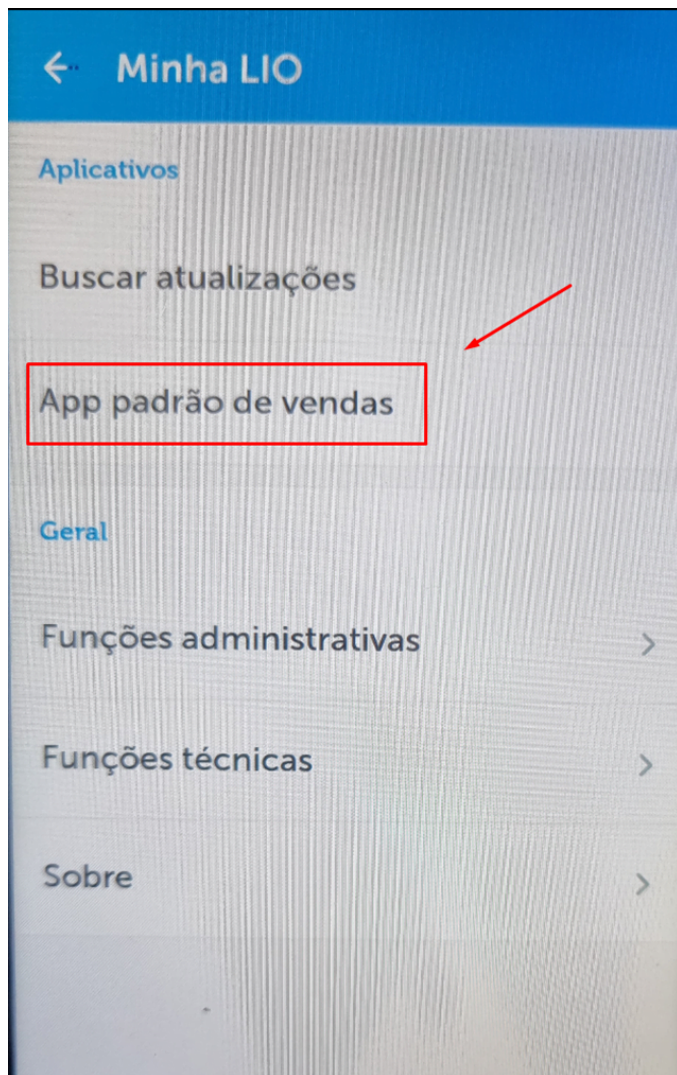 Minha LIO
Aplicativos
Buscar atualizações
App padrão de vendas
Geral
Funções administrativas
Funções técnicas
Sobre